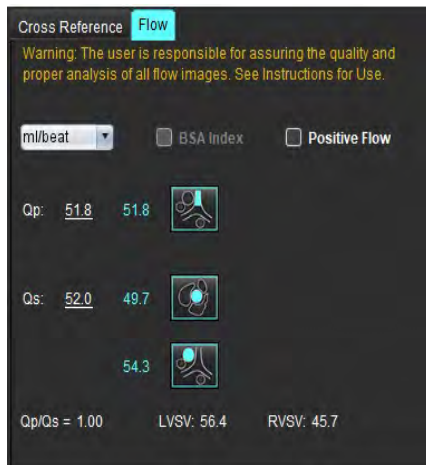 Cross Reference Flow
Warning: The user is responsible for assuring the quality and
proper analysis of all flow images. See Instructions for Use.
ml/beat BSA Index Positive Flow
Qp: 51.8 51.8
Qs: 52.0 49.7
54.3
Qp/Qs = 1.00 LVSV: 56.4 RVSV: 45.7